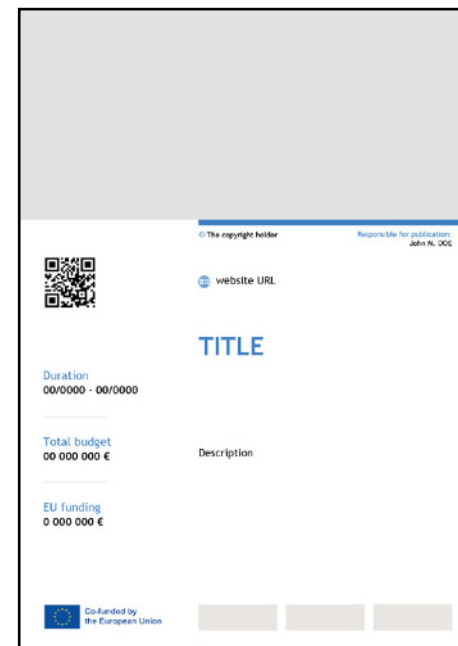 © The copyright holder
Responsible for publication:
John N. DOE
website URL
TITLE
Duration
00/0000 - 00/0000
Total budget
00 000 000 €
Description
EU funding
0 000 000 €
Co-funded by
the European Union